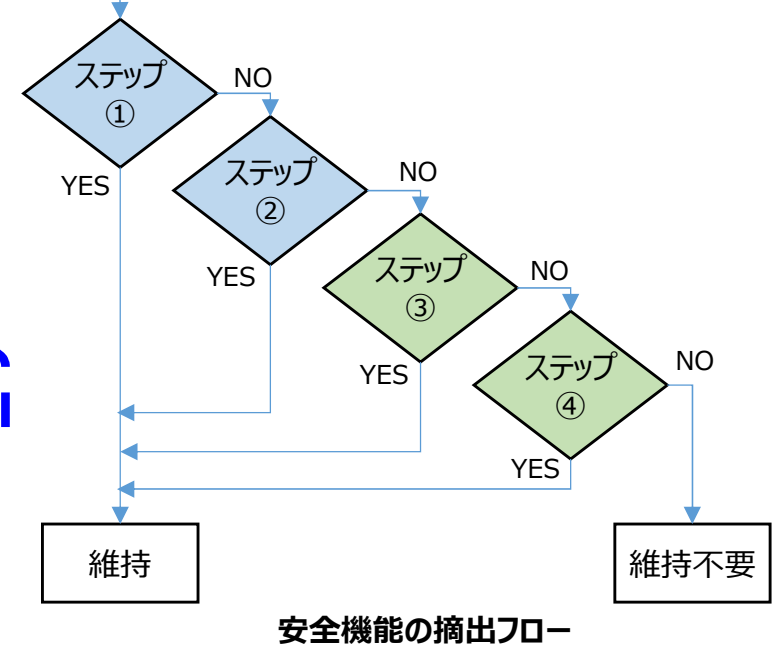 ステップ
①
NO
YES
ステップ
②
NO
YES
ステップ
③
NO
YES
ステップ
④
NO
YES
維持
維持不要
安全機能の摘出フロー